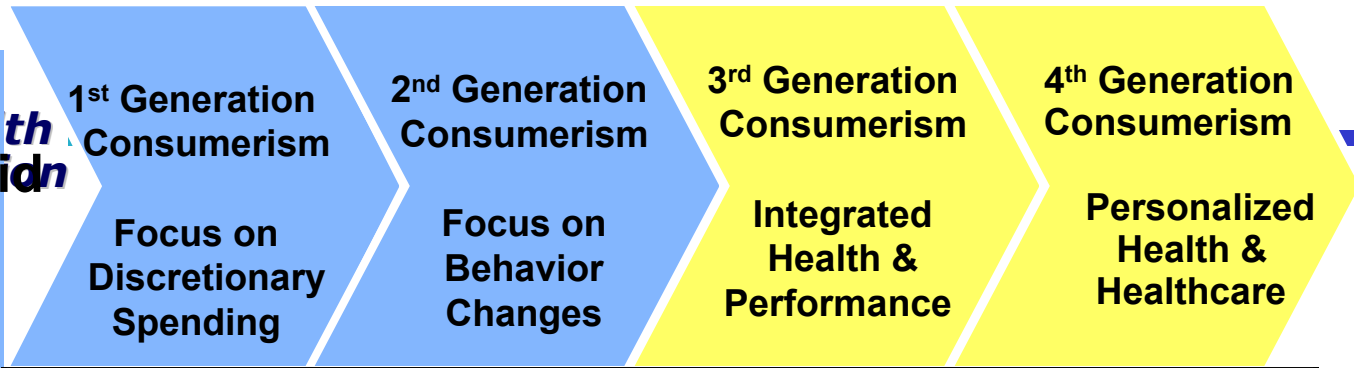 1st Generation
Consumerism
Focus on
Discretionary
Spending
2nd Generation
Consumerism
Focus on
Behavior
Changes
3rd Generation
Consumerism
Integrated
Health &
Performance
4th Generation
Consumerism
Personalized
Health &
Healthcare